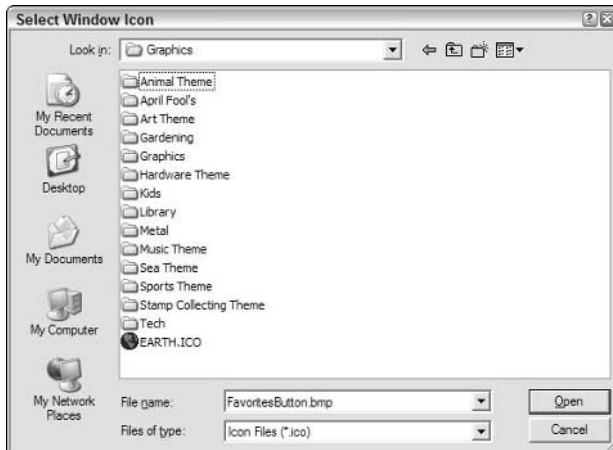 Select Window Icon
Look in: Graphics
My Recent
Documents
Desktop
My Documents
My Computer
My Network
Places
Animal Theme
April Fool's
Art Theme
Gardening
Graphics
Hardware Theme
Kids
Library
Metal
Music Theme
Sea Theme
Sports Theme
Stamp Collecting Theme
Tech
EARTH.ICO
File name: FavoritesButton.bmp Open
Files of type: Icon Files (*.ico) Cancel